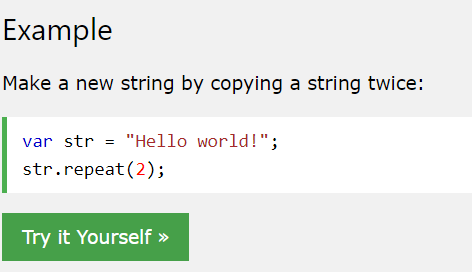 Example
Make a new string by copying a string twice:
var str = "Hello world!";
str.repeat(2);
Try it Yourself »